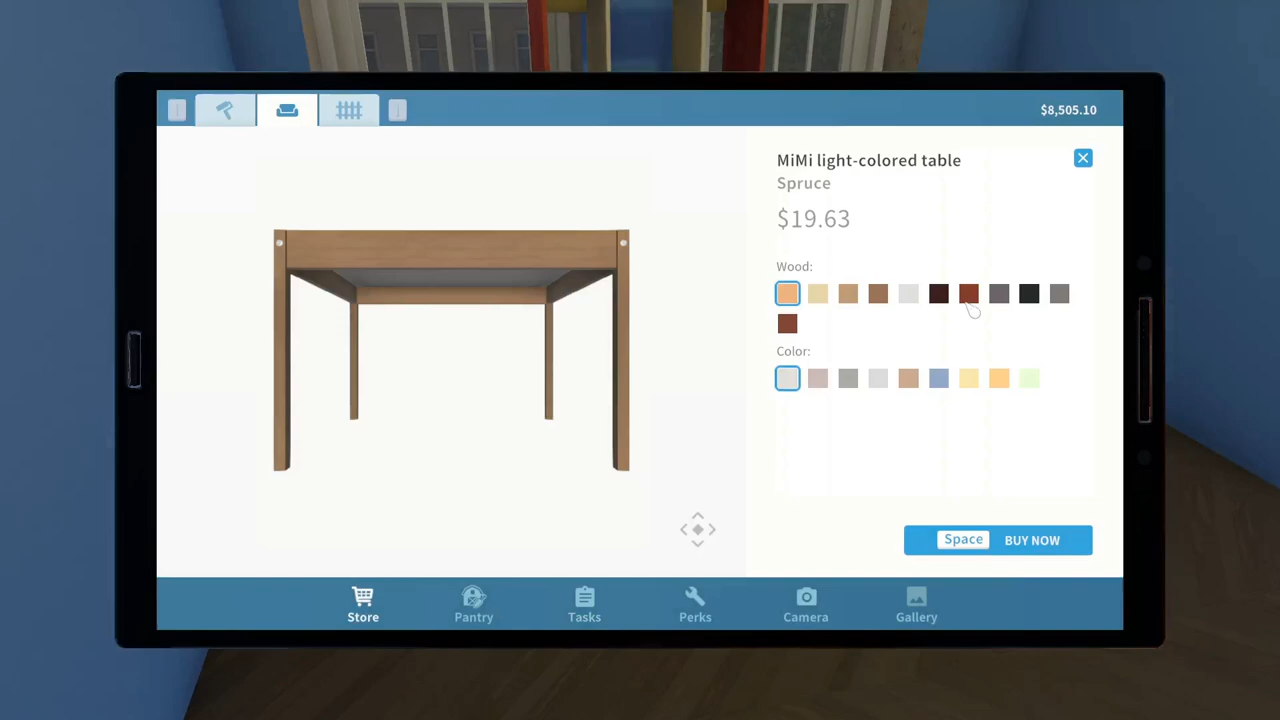 $8,505.10
MiMi light-colored table
Spruce
$19.63
Wood:
Color:
Space BUY NOW
Store Pantry Tasks Perks Camera Gallery